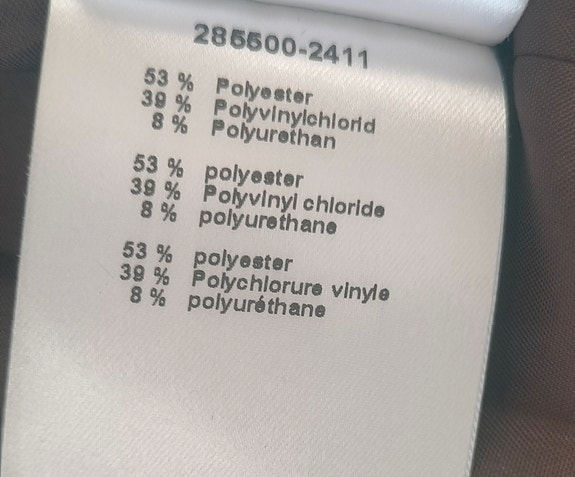 285500-2411
53 % Polyester
39 % Polyvinylchlorid
8 % Polyurethan
53 % polyester
39 % Polyvinyl chloride
8 % polyurethane
53 % polyester
39 % Polychlorure vinyle
8 % polyuréthane